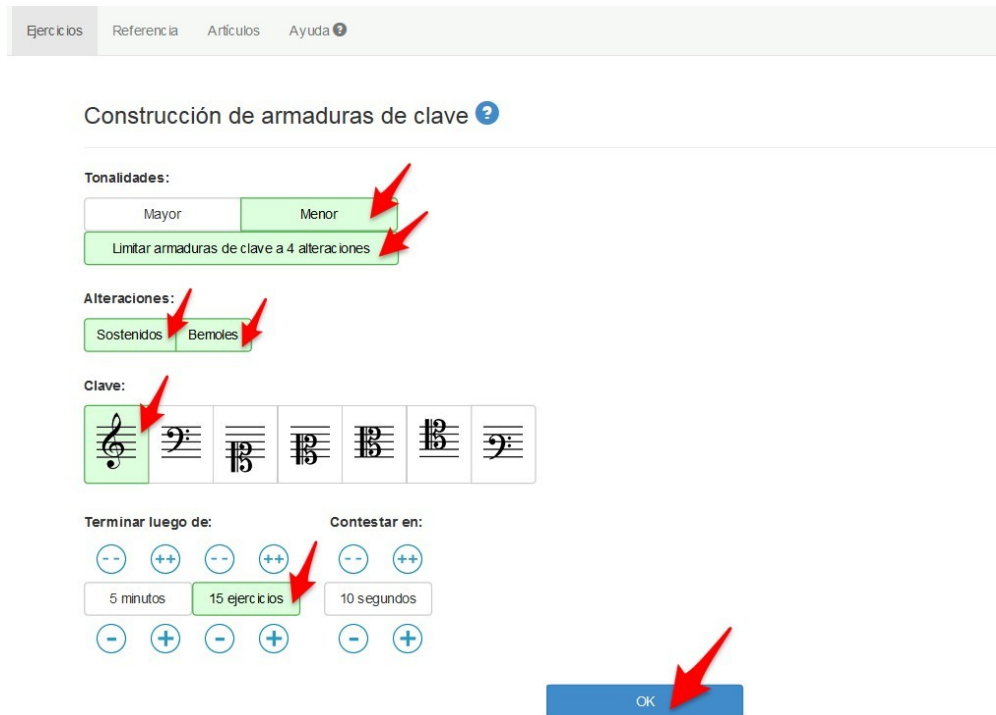 Ejercicios Referencia Artículos Ayuda ?
Construcción de armaduras de clave ?
Tonalidades:
Mayor Menor
Limitar armaduras de clave a 4 alteraciones
Alteraciones:
Sostenidos Bemoles
Clave:
Terminar luego de: Contestar en:
-- ++ -- ++ -- ++
5 minutos 15 ejercicios 10 segundos
- + - + - +
OK